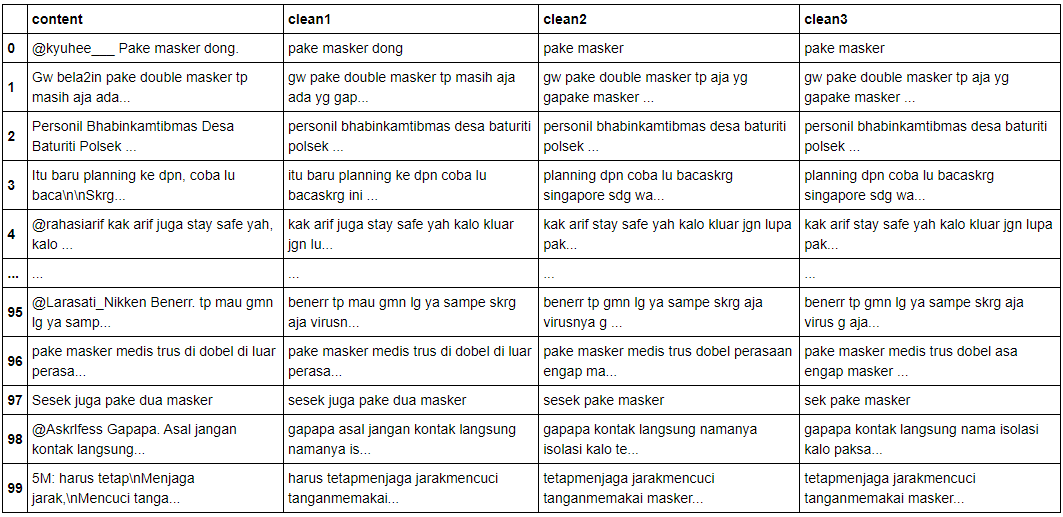 content clean1 clean2 clean3
0 @kyuhee___ Pake masker dong. pake masker dong pake masker pake masker
1 Gw bela2in pake double masker tp masih aja ada... gw pake double masker tp masih aja ada yg gap... gw pake double masker tp aja yg gapake masker ... gw pake double masker tp aja yg gapake masker ...
2 Personil Bhabinkamtibmas Desa Baturiti Polsek ... personil bhabinkamtibmas desa baturiti polsek ... personil bhabinkamtibmas desa baturiti polsek ... personil bhabinkamtibmas desa baturiti polsek ...
3 Itu baru planning ke dpn, coba lu baca\n\nSkrg... itu baru planning ke dpn coba lu bacaskrg ini ... planning dpn coba lu bacaskrg singapore sdg wa... planning dpn coba lu bacaskrg singapore sdg wa...
4 @rahasiarif kak arif juga stay safe yah, kalo ... kak arif juga stay safe yah kalo kluar jgn lu... kak arif stay safe yah kalo kluar jgn lupa pak... kak arif stay safe yah kalo kluar jgn lupa pak...
... ... ... ... ...
95 @Larasati_Nikken Benerr. tp mau gmn lg ya samp... benerr tp mau gmn lg ya sampe skrg aja virusn... benerr tp gmn lg ya sampe skrg aja virusnya g ... benerr tp gmn lg ya sampe skrg aja virus g aja...
96 pake masker medis trus di dobel di luar perasa... pake masker medis trus di dobel di luar perasa... pake masker medis trus dobel perasaan engap ma... pake masker medis trus dobel asa engap masker ...
97 Sesek juga pake dua masker sesek juga pake dua masker sesek pake masker sek pake masker
98 @Askrlfess Gapapa. Asal jangan kontak langsung... gapapa asal jangan kontak langsung namanya is... gapapa kontak langsung namanya isolasi kalo te... gapapa kontak langsung nama isolasi kalo paksa...
99 5M: harus tetap\nMenjaga jarak,\nMencuci tanga... harus tetapmenjaga jarakmencuci tanganmemakai... tetapmenjaga jarakmencuci tanganmemakai masker... tetapmenjaga jarakmencuci tanganmemakai masker...